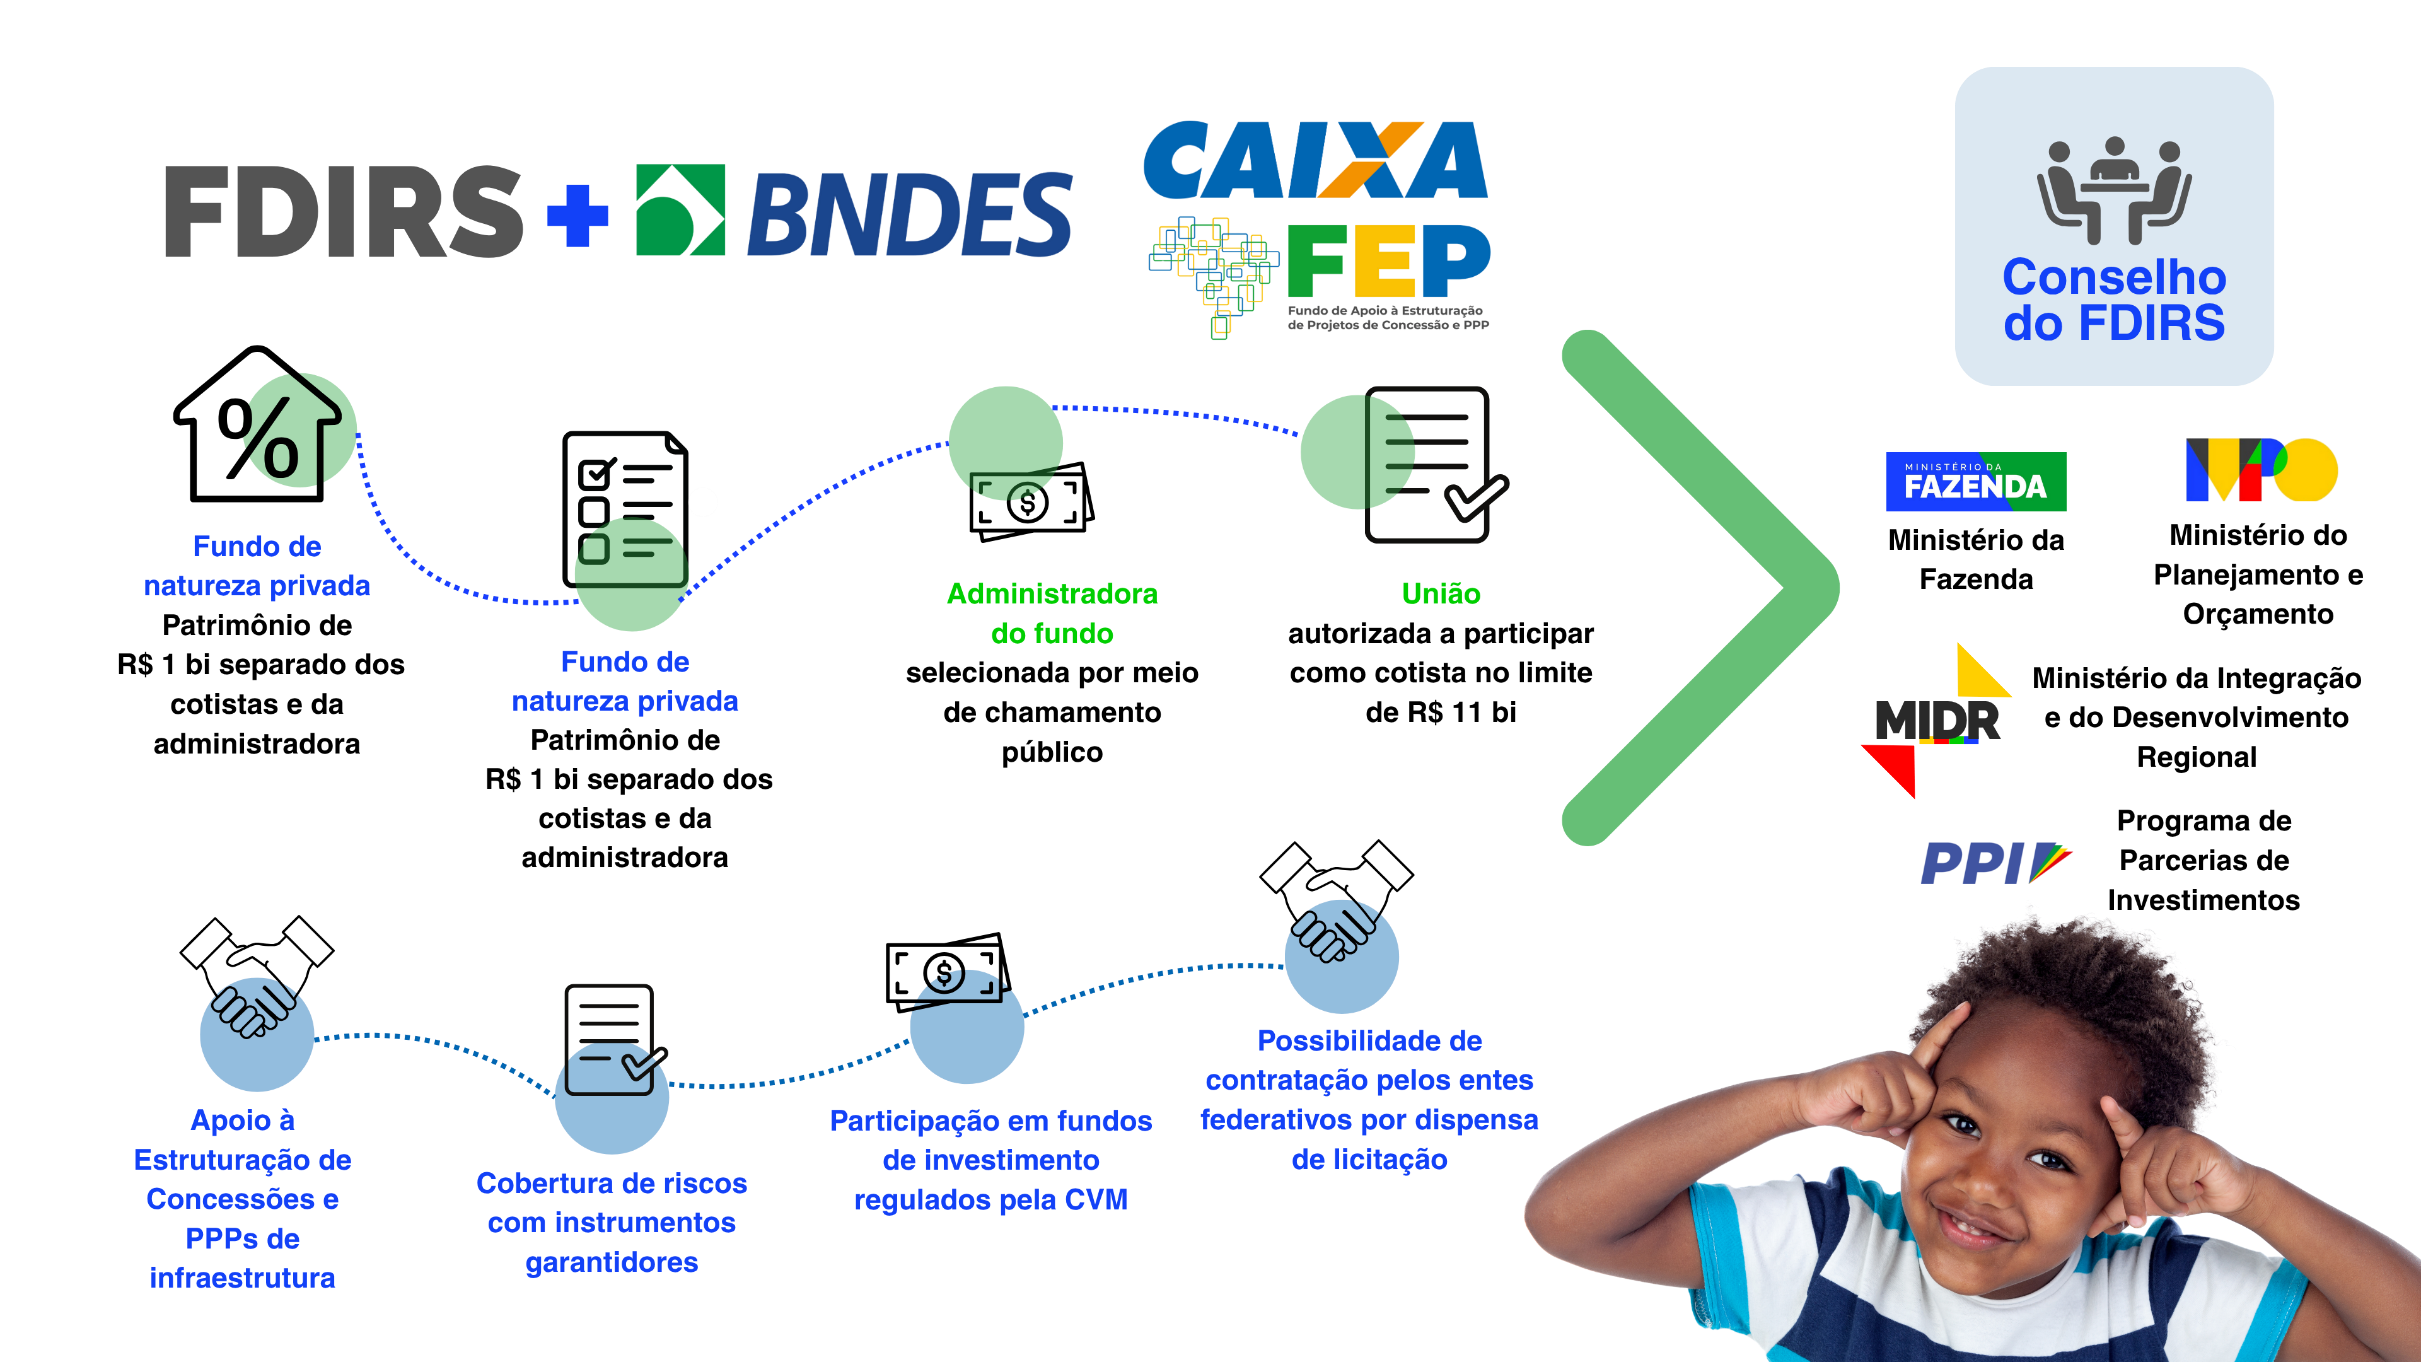 FDIRS + BNDES
CAIXA
FEP
Fundo de Apoio à Estruturação
de Projetos de Concessão e PPP
%
Fundo de
natureza privada
Patrimônio de
R$ 1 bi separado dos
cotistas e da
administradora
Fundo de
natureza privada
Patrimônio de
R$ 1 bi separado dos
cotistas e da
administradora
$
Administradora
do fundo
selecionada por meio
de chamamento
público
União
autorizada a participar
como cotista no limite
de R$ 11 bi
Apoio à
Estruturação de
Concessões e
PPPs de
infraestrutura
Cobertura de riscos
com instrumentos
garantidores
$
Participação em fundos
de investimento
regulados pela CVM
Possibilidade de
contratação pelos entes
federativos por dispensa
de licitação
Conselho
do FDIRS
MINISTÉRIO DA
FAZENDA
Ministério da
Fazenda
MPO
Ministério do
Planejamento e
Orçamento
MIDR
Ministério da Integração
e do Desenvolvimento
Regional
PPI
Programa de
Parcerias de
Investimentos